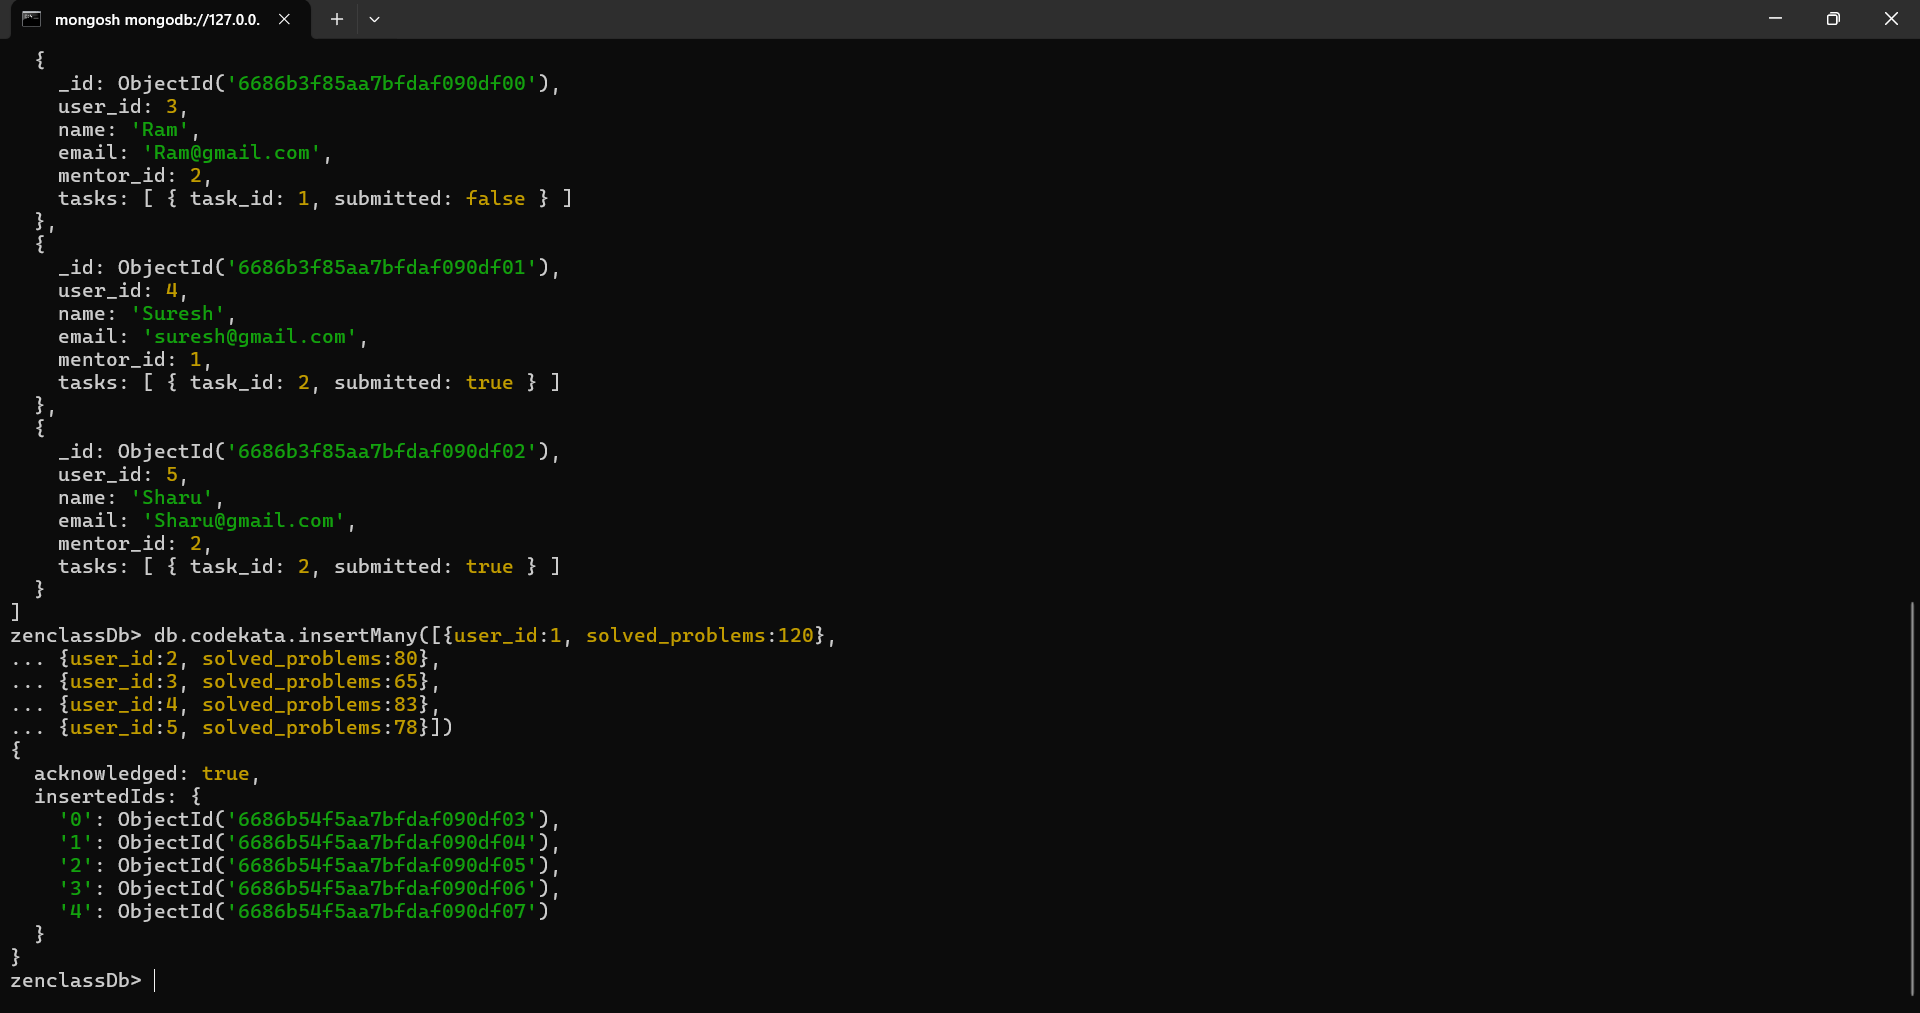 mongosh mongodb://127.0.0.
  {
    _id: ObjectId('6686b3f85aa7bfdaf090df00'),
    user_id: 3,
    name: 'Ram',
    email: 'Ram@gmail.com',
    mentor_id: 2,
    tasks: [ { task_id: 1, submitted: false } ]
  },
  {
    _id: ObjectId('6686b3f85aa7bfdaf090df01'),
    user_id: 4,
    name: 'Suresh',
    email: 'suresh@gmail.com',
    mentor_id: 1,
    tasks: [ { task_id: 2, submitted: true } ]
  },
  {
    _id: ObjectId('6686b3f85aa7bfdaf090df02'),
    user_id: 5,
    name: 'Sharu',
    email: 'Sharu@gmail.com',
    mentor_id: 2,
    tasks: [ { task_id: 2, submitted: true } ]
  }
]
zenclassDb> db.codekata.insertMany([{user_id:1, solved_problems:120},
... {user_id:2, solved_problems:80},
... {user_id:3, solved_problems:65},
... {user_id:4, solved_problems:83},
... {user_id:5, solved_problems:78}])
{
  acknowledged: true,
  insertedIds: {
    '0': ObjectId('6686b54f5aa7bfdaf090df03'),
    '1': ObjectId('6686b54f5aa7bfdaf090df04'),
    '2': ObjectId('6686b54f5aa7bfdaf090df05'),
    '3': ObjectId('6686b54f5aa7bfdaf090df06'),
    '4': ObjectId('6686b54f5aa7bfdaf090df07')
  }
}
zenclassDb>